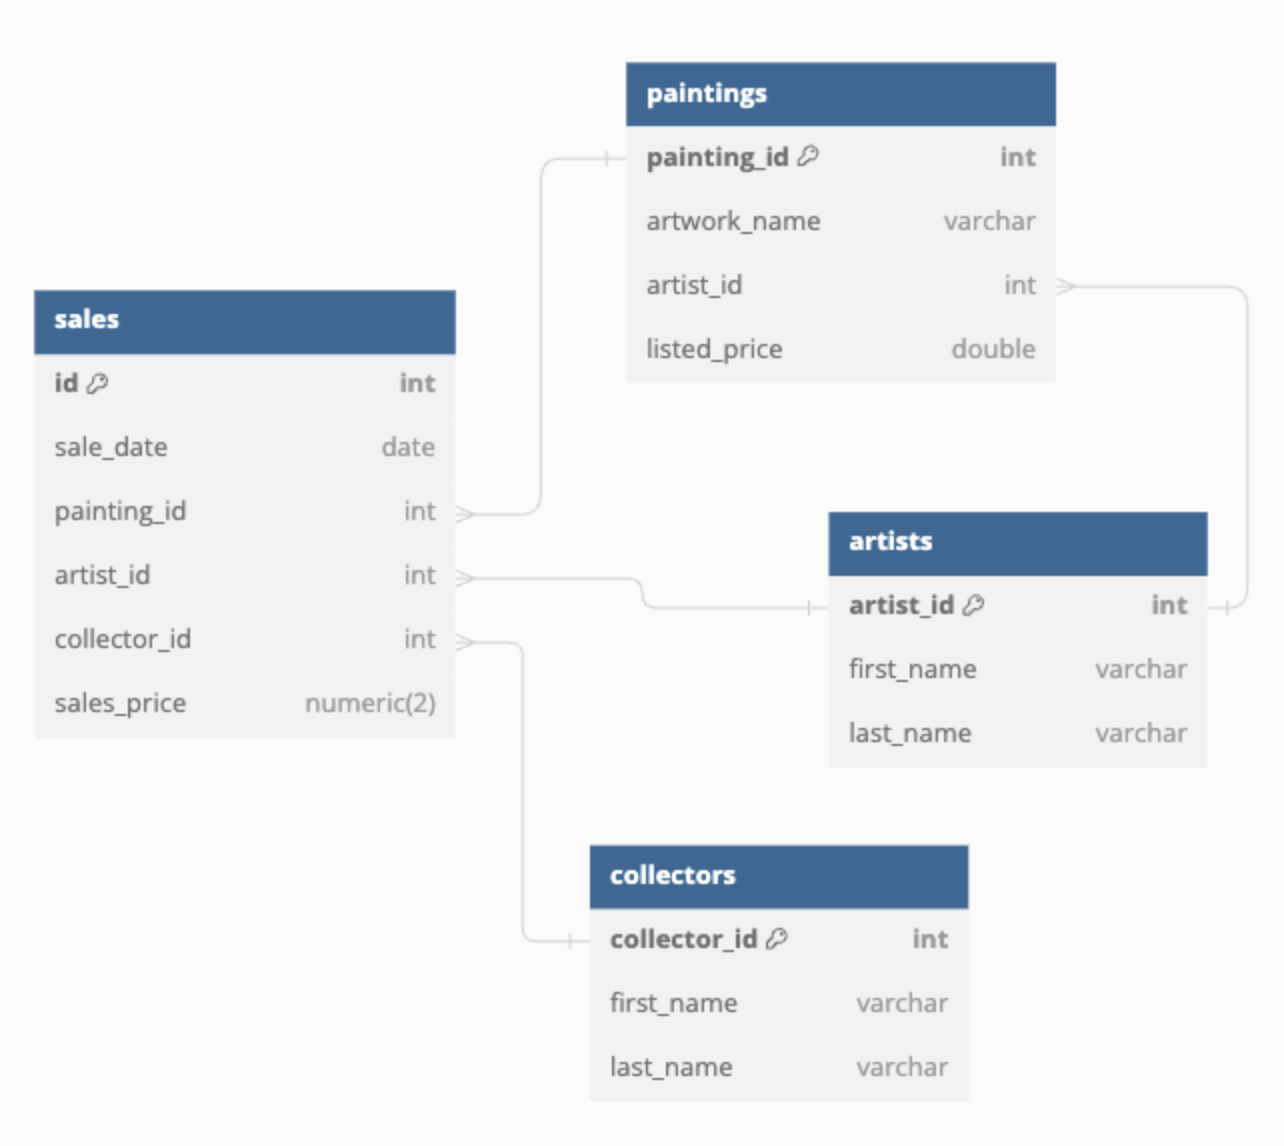 paintings
painting_id int
artwork_name varchar
artist_id int
listed_price double
sales
id int
sale_date date
painting_id int
artist_id int
collector_id int
sales_price numeric(2)
artists
artist_id int
first_name varchar
last_name varchar
collectors
collector_id int
first_name varchar
last_name varchar